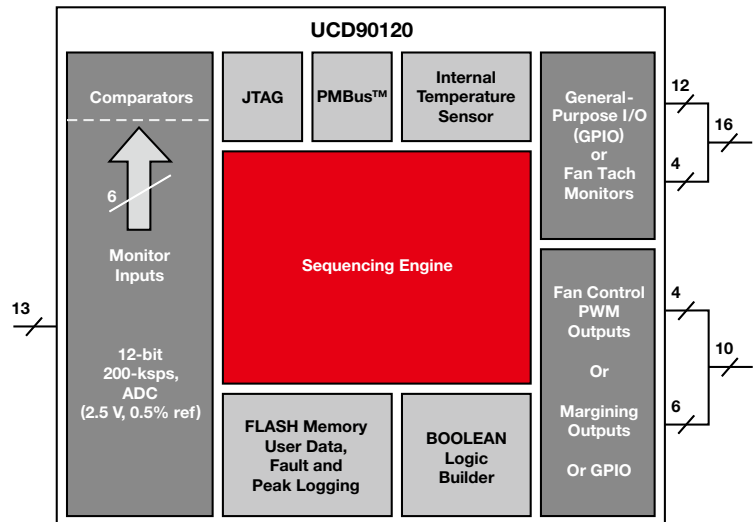 UCD90120
Comparators
6
Monitor
Inputs
12-bit
200-ksps,
ADC
(2.5 V, 0.5% ref)
13
JTAG
PMBus™
Internal
Temperature
Sensor
Sequencing Engine
FLASH Memory
User Data,
Fault and
Peak Logging
BOOLEAN
Logic
Builder
General-
Purpose I/O
(GPIO)
or
Fan Tach
Monitors
12
16
4
Fan Control
PWM
Outputs
Or
Margining
Outputs
Or GPIO
4
10
6